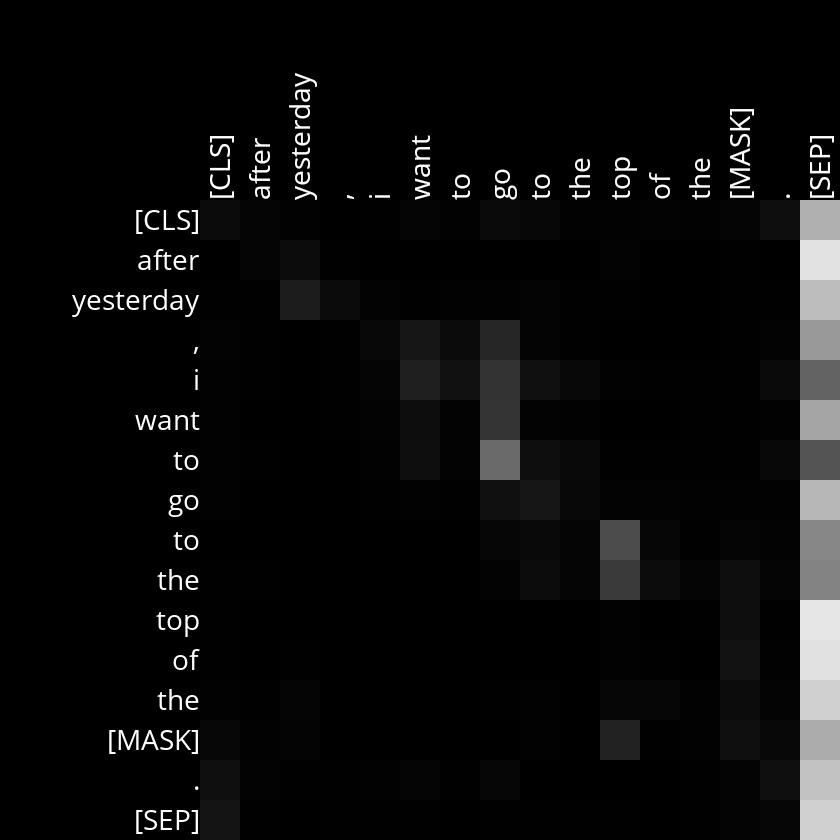 [CLS] after yesterday , i want to go to the top of the [MASK] . [SEP]
[CLS]
after
yesterday
,
i
want
to
go
to
the
top
of
the
[MASK]
.
[SEP]